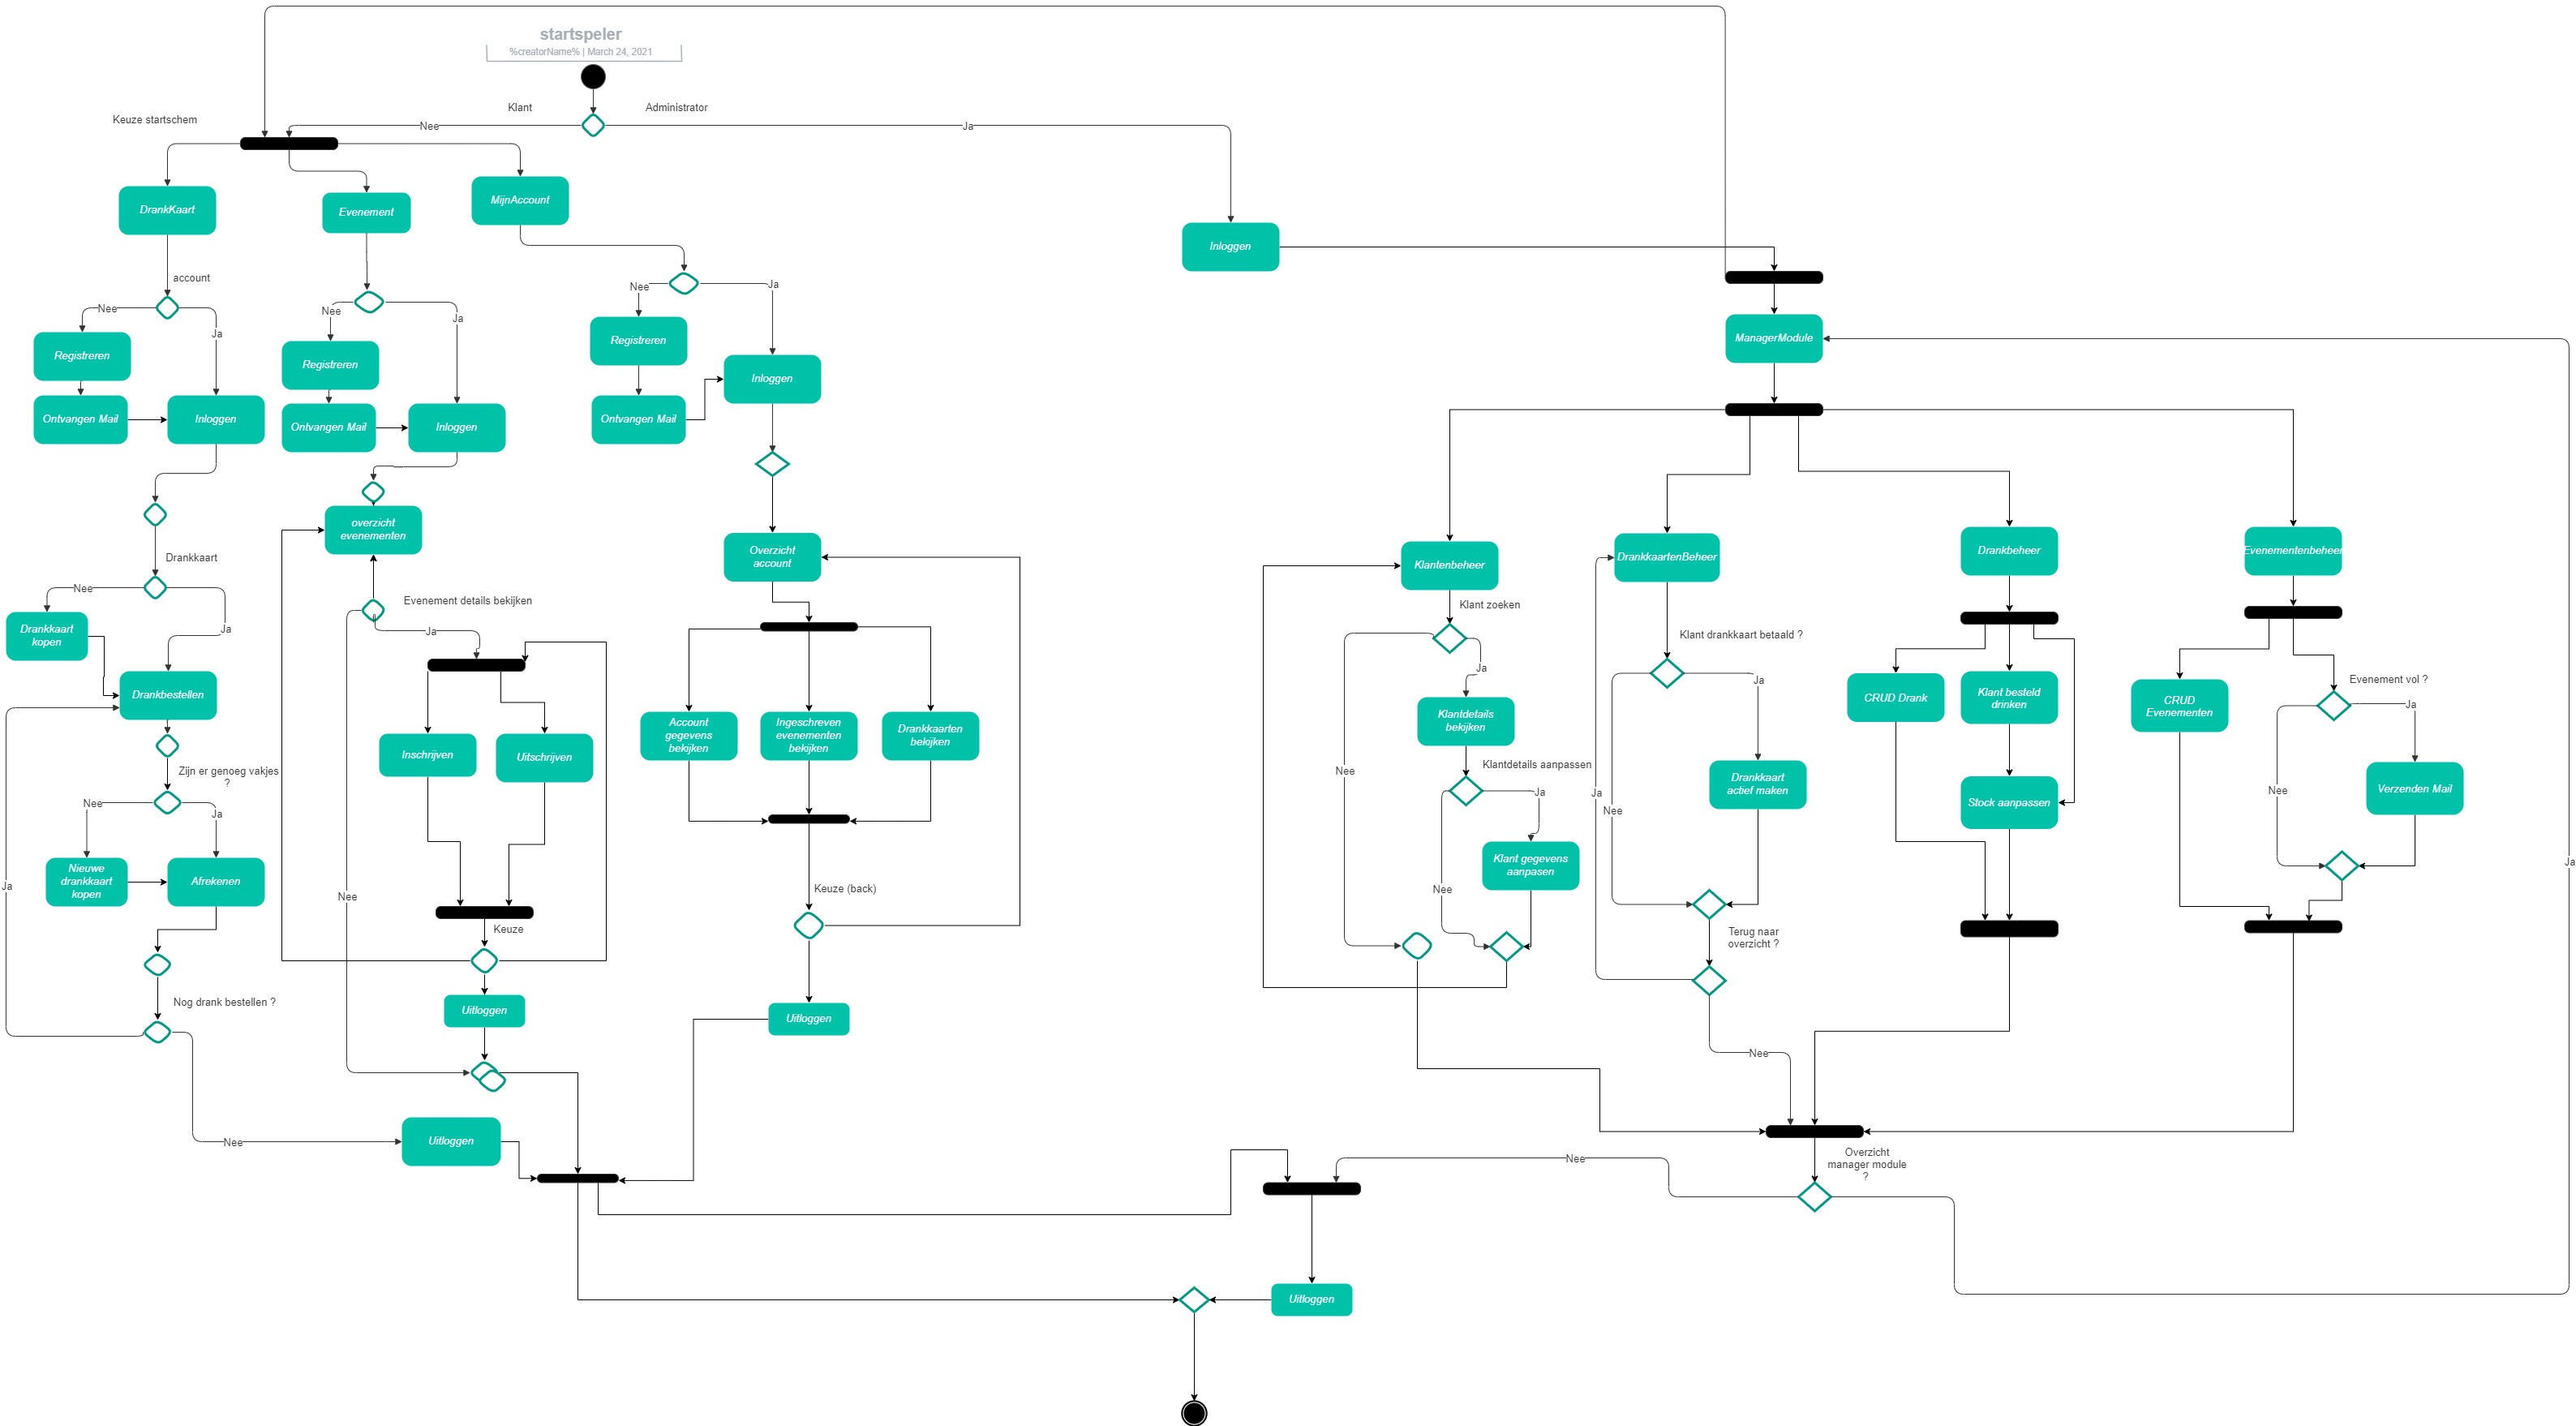 startspeler
%creatorName% | March 24, 2021
Klant
Administrator
Keuze startschem
Nee
Ja
DrankKaart
Evenement
MijnAccount
Inloggen
account
Nee
Ja
Nee
Ja
Nee
Ja
Registreren
Registreren
Registreren
ManagerModule
Inloggen
Ontvangen Mail
Inloggen
Ontvangen Mail
Inloggen
Ontvangen Mail
overzicht
evenementen
Overzicht
account
Klantenbeheer
DrankkaartenBeheer
Drankbeheer
Evenementenbeheer
Drankkaart
Nee
Ja
Drankkaart
kopen
Evenement details bekijken
Ja
Klant zoeken
Klant drankkaart betaald ?
Ja
Ja
Evenement vol ?
Ja
Drankbestellen
Klantdetails
bekijken
CRUD Drank
Klant besteld
drinken
CRUD
Evenementen
Account
gegevens
bekijken
Ingeschreven
evenementen
bekijken
Drankkaarten
bekijken
Inschrijven
Uitschrijven
Zijn er genoeg vakjes
?
Nee
Ja
Nee
Klantdetails aanpassen
Ja
Ja
Nee
Drankkaart
actief maken
Stock aanpassen
Nee
Verzenden Mail
Nieuwe
drankkaart
kopen
Afrekenen
Ja
Nee
Keuze (back)
Klant gegevens
aanpasen
Nee
Ja
Keuze
Terug naar
overzicht ?
Nog drank bestellen ?
Uitloggen
Uitloggen
Nee
Nee
Uitloggen
Overzicht
manager module
?
Nee
Uitloggen